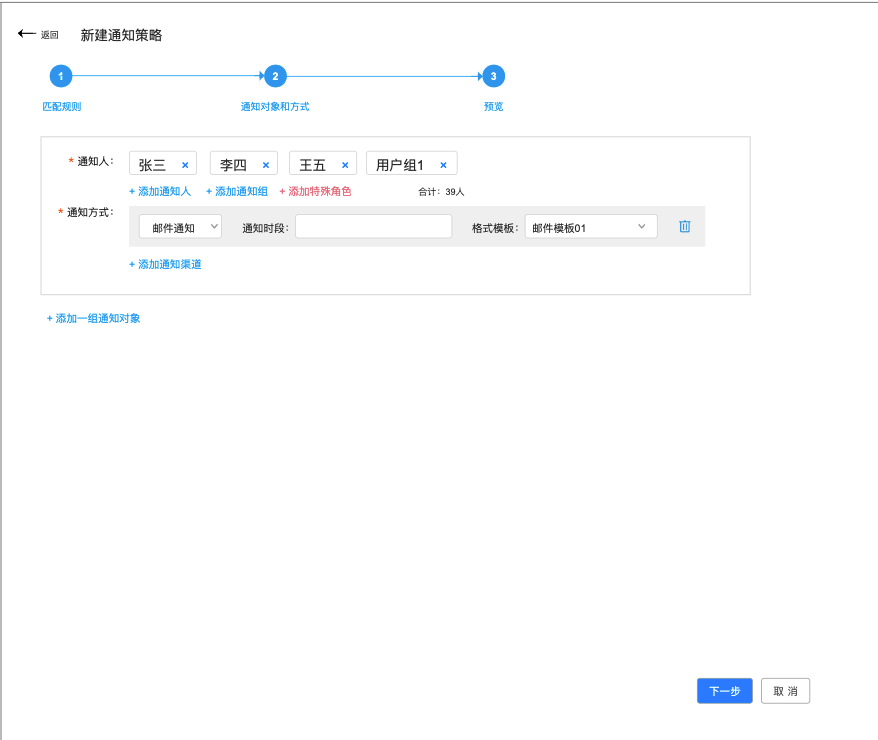 返回 新建通知策略
1 2 3
匹配规则 通知对象和方式 预览
* 通知人： 张三 × 李四 × 王五 × 用户组1 ×
+ 添加通知人 + 添加通知组 + 添加特殊角色 合计：39人
* 通知方式： 邮件通知 通知时段： 格式模板： 邮件模板01
+ 添加通知渠道
+ 添加一组通知对象
下一步 取 消